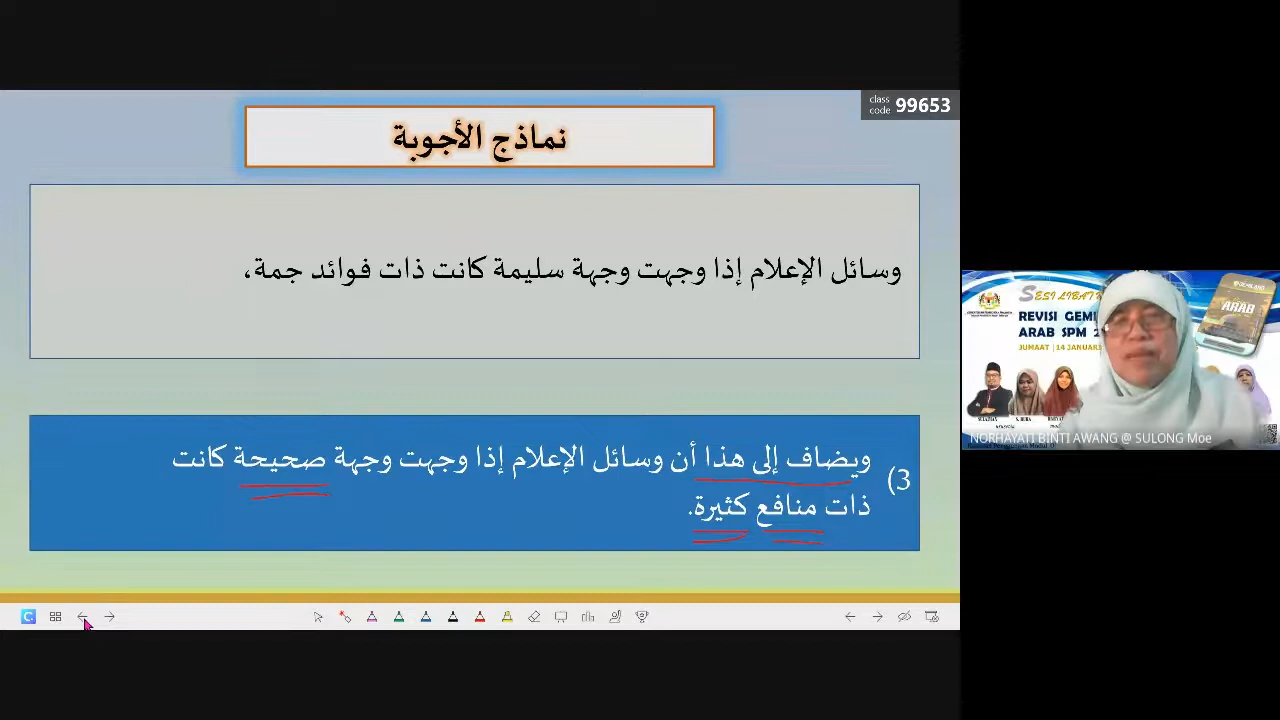 class
code 99653
نماذج الأجوبة
وسائل الإعلام إذا وجهت وجهة سليمة كانت ذات فوائد جمة،
3) ويضاف إلى هذا أن وسائل الإعلام إذا وجهت وجهة صحيحة كانت
ذات منافع كثيرة.
SESI LIBAT
REVISI GEMI
ARAB SPM 2
JUMAAT | 14 JANUAR
ARAB
NORHAYATI BINTI AWANG @ SULONG Moe